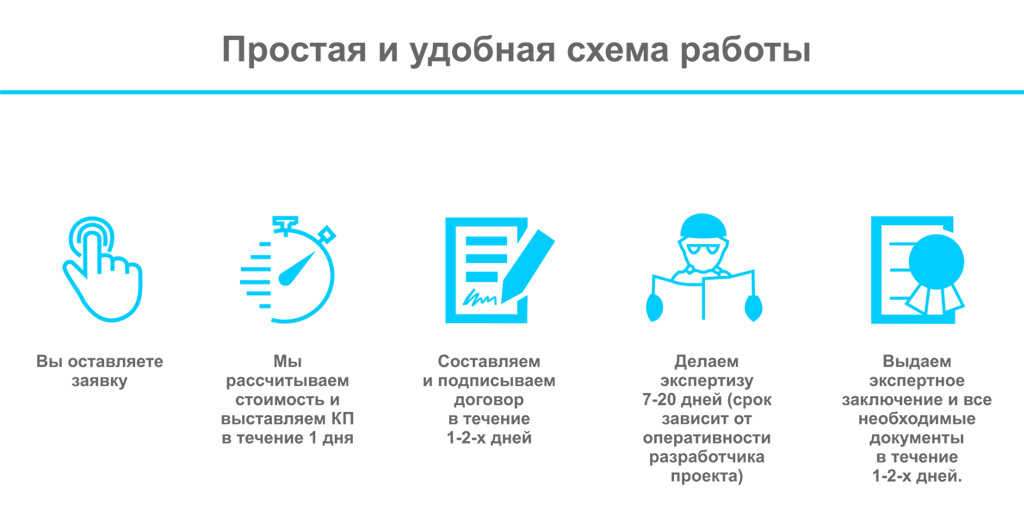 Простая и удобная схема работы
Вы оставляете
заявку
Мы
рассчитываем
стоимость и
выставляем КП
в течение 1 дня
Составляем
и подписываем
договор
в течение
1-2-х дней
Делаем
экспертизу
7-20 дней (срок
зависит от
оперативности
разработчика
проекта)
Выдаем
экспертное
заключение и все
необходимые
документы
в течение
1-2-х дней.